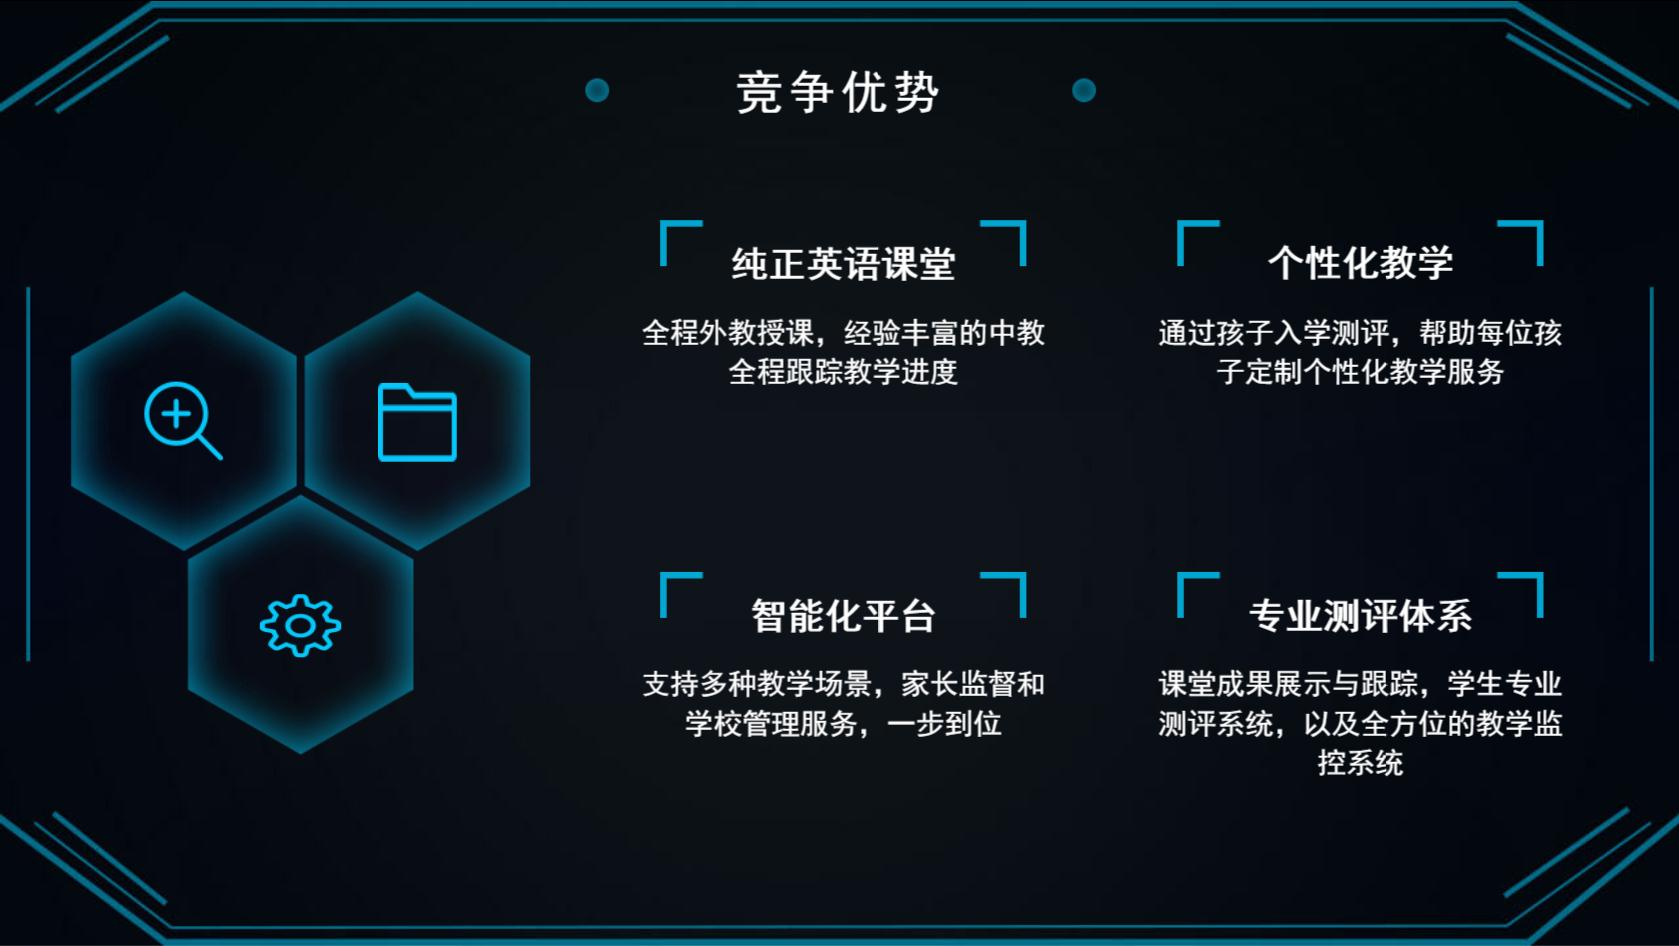 竞争优势
纯正英语课堂
全程外教授课，经验丰富的中教
全程跟踪教学进度
个性化教学
通过孩子入学测评，帮助每位孩
子定制个性化教学服务
智能化平台
支持多种教学场景，家长监督和
学校管理服务，一步到位
专业测评体系
课堂成果展示与跟踪，学生专业
测评系统，以及全方位的教学监
控系统